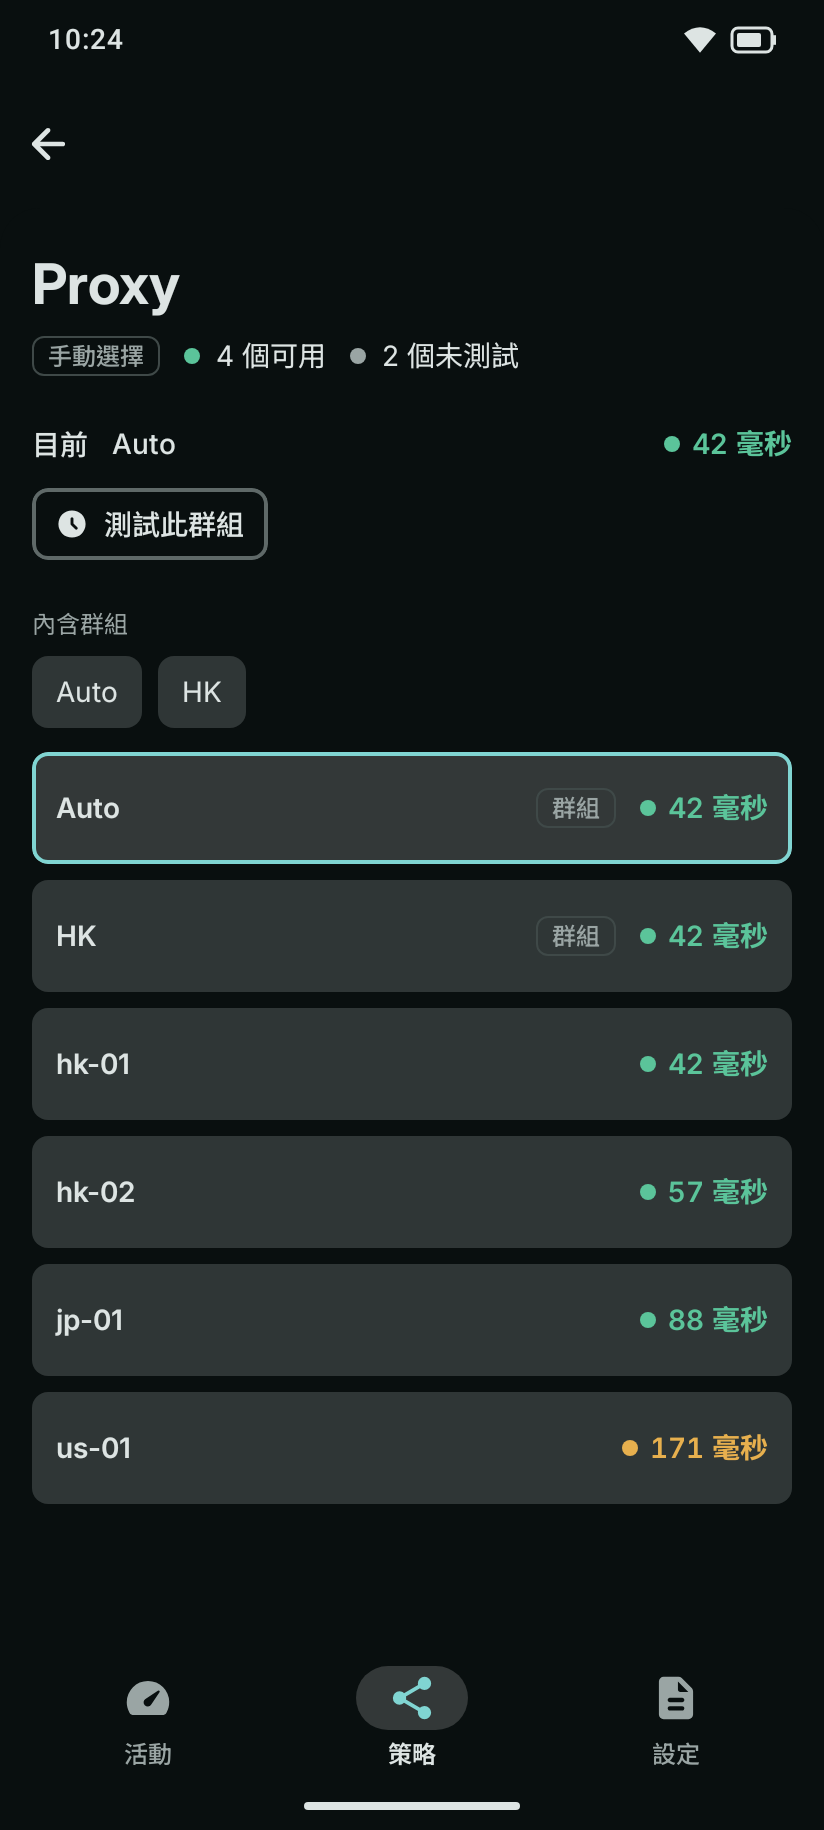 10:24
Proxy
手動選擇 4 個可用 2 個未測試
目前 Auto 42 毫秒
測試此群組
內含群組
Auto HK
Auto 群組 42 毫秒
HK 群組 42 毫秒
hk-01 42 毫秒
hk-02 57 毫秒
jp-01 88 毫秒
us-01 171 毫秒
活動 策略 設定